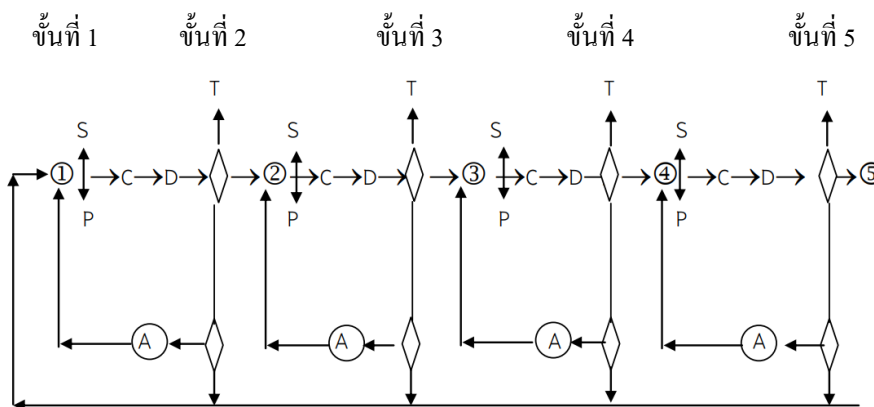 ขั้นที่ 1 ขั้นที่ 2 ขั้นที่ 3 ขั้นที่ 4 ขั้นที่ 5
T T T T
S S S S
① C D ② C D ③ C D ④ C D ⑤
P P P P
A A A A